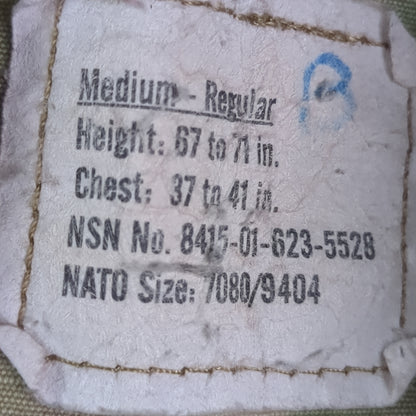 Medium - Regular
B
Height: 67 to 71 in.
Chest: 37 to 41 in.
NSN No. 8415-01-623-5528
NATO Size: 7080/9404